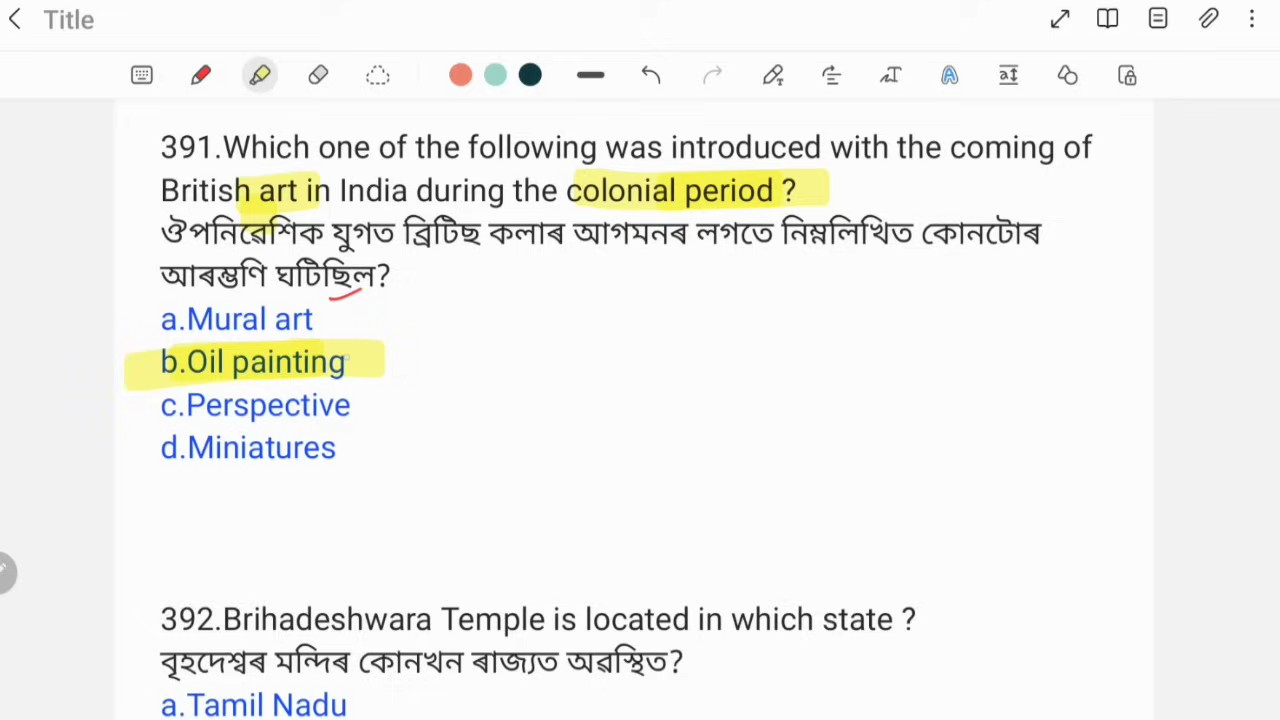 Title
391.Which one of the following was introduced with the coming of
British art in India during the colonial period ?
ঔপনিৱেশিক যুগত ব্ৰিটিছ কলাৰ আগমনৰ লগতে নিম্নলিখিত কোনটোৰ
আৰম্ভণি ঘটিছিল?
a.Mural art
b.Oil painting
c.Perspective
d.Miniatures
392.Brihadeshwara Temple is located in which state ?
বৃহদেশ্বৰ মন্দিৰ কোনখন ৰাজ্যত অৱস্থিত?
a.Tamil Nadu